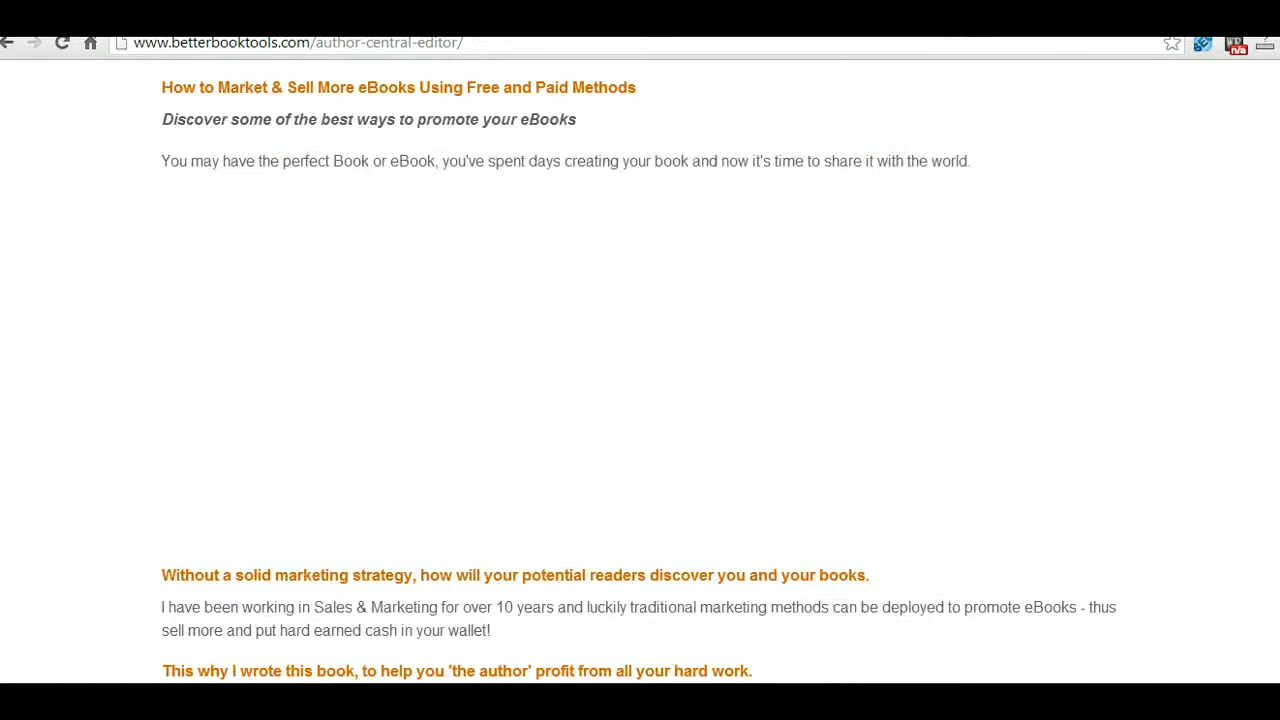 www.betterbooktools.com/author-central-editor/
n/a
How to Market & Sell More eBooks Using Free and Paid Methods
Discover some of the best ways to promote your eBooks
You may have the perfect Book or eBook, you've spent days creating your book and now it's time to share it with the world.
Without a solid marketing strategy, how will your potential readers discover you and your books.
I have been working in Sales & Marketing for over 10 years and luckily traditional marketing methods can be deployed to promote eBooks - thus
sell more and put hard earned cash in your wallet!
This why I wrote this book, to help you 'the author' profit from all your hard work.